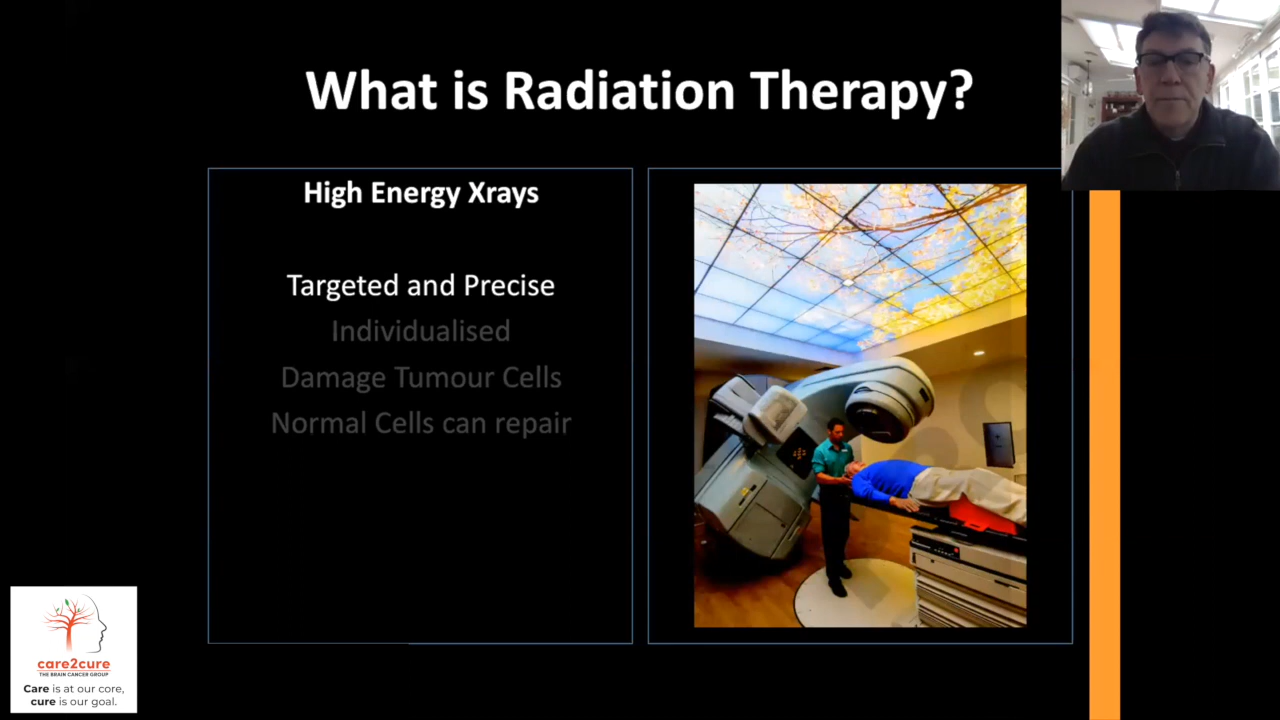 What is Radiation Therapy?
High Energy Xrays
Targeted and Precise
Individualised
Damage Tumour Cells
Normal Cells can repair
care2cure
THE BRAIN CANCER GROUP
Care is at our core,
cure is our goal.